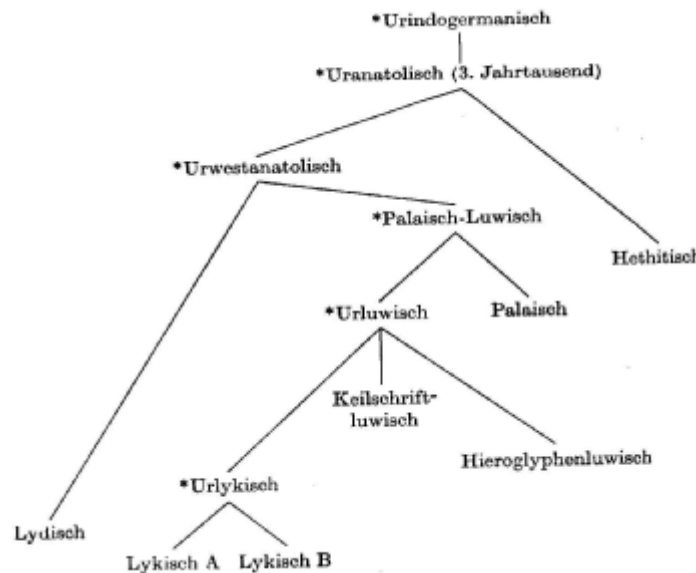 *Urindogermanisch
*Uranatolisch (3. Jahrtausend)
*Urwestanatolisch
*Palaisch-Luwisch
Hethitisch
*Urluwisch
Palaisch
Keilschrift-
luwisch
Hieroglyphenluwisch
*Urlykisch
Lydisch
Lykisch A
Lykisch B